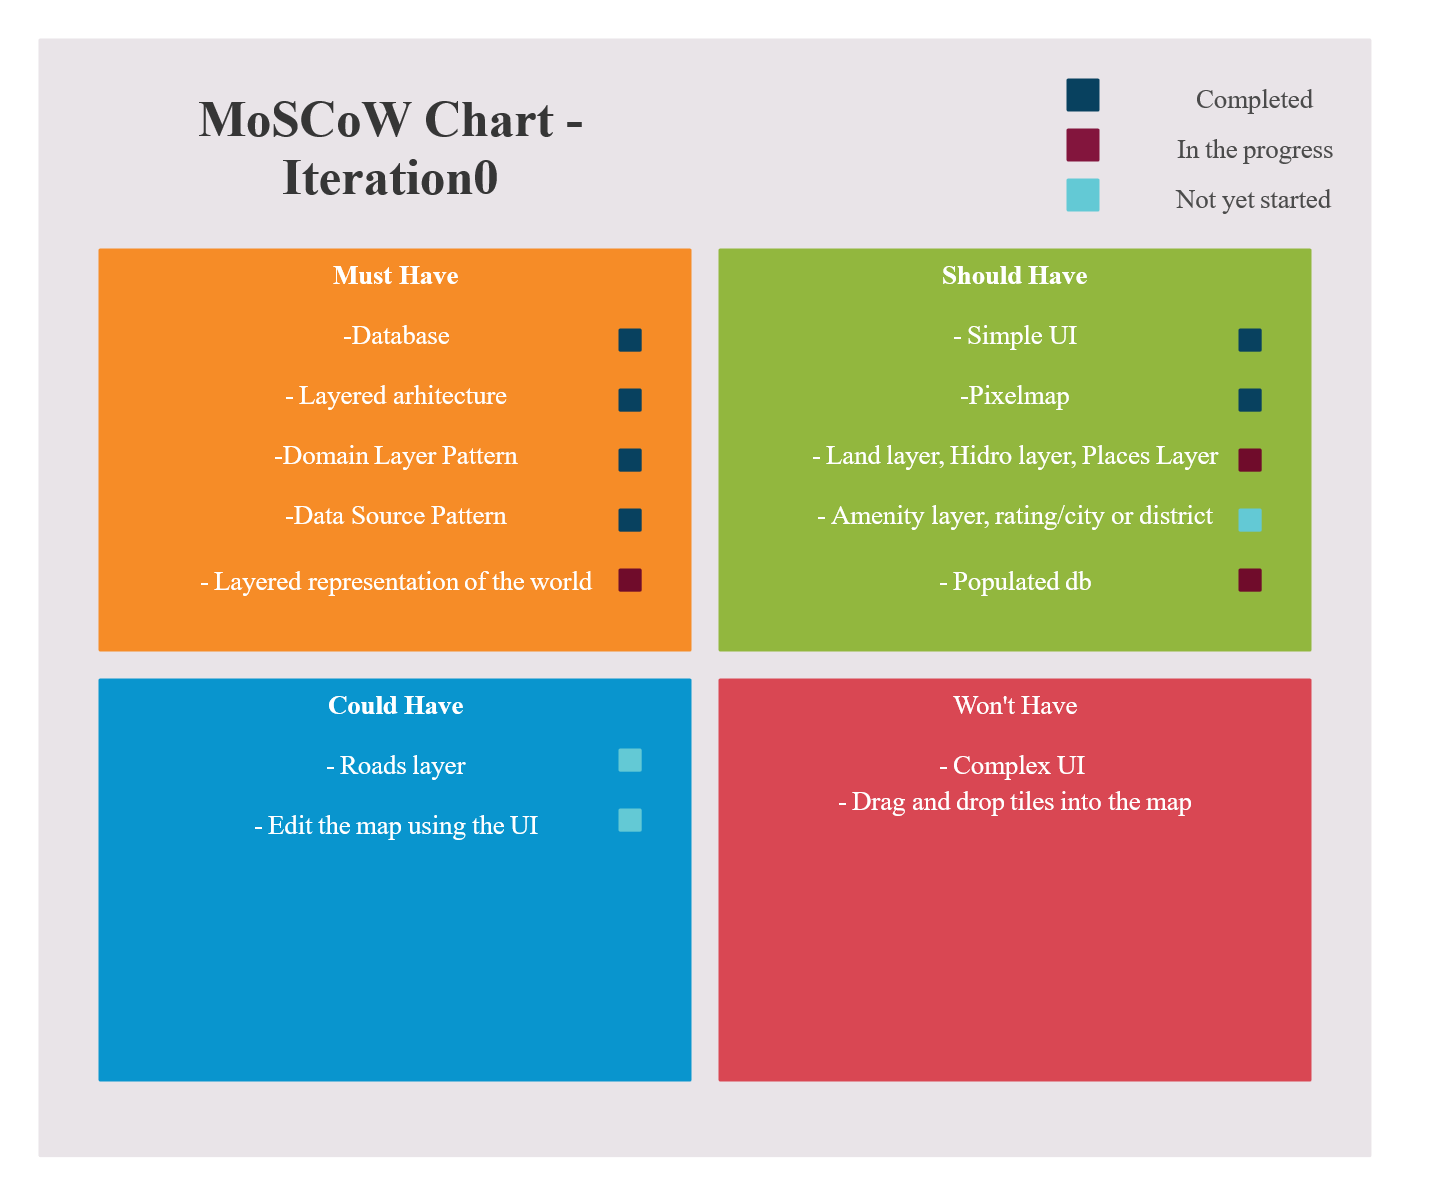 MoSCoW Chart -
Iteration0
Completed
In the progress
Not yet started
Must Have
-Database
- Layered arhitecture
-Domain Layer Pattern
-Data Source Pattern
- Layered representation of the world
Should Have
- Simple UI
-Pixelmap
- Land layer, Hidro layer, Places Layer
- Amenity layer, rating/city or district
- Populated db
Could Have
- Roads layer
- Edit the map using the UI
Won't Have
- Complex UI
- Drag and drop tiles into the map